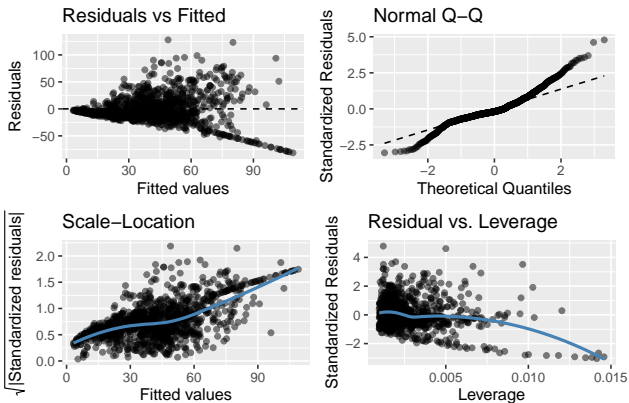 Residuals vs Fitted
Residuals
100
50
0
−50
0 30 60 90
Fitted values
Normal Q−Q
Standardized Residuals
5.0
2.5
0.0
−2.5
−2 0 2
Theoretical Quantiles
Scale−Location
√|Standardized residuals|
2.0
1.5
1.0
0.5
0.0
0 30 60 90
Fitted values
Residual vs. Leverage
Standardized Residuals
4
2
0
−2
0.005 0.010 0.015
Leverage